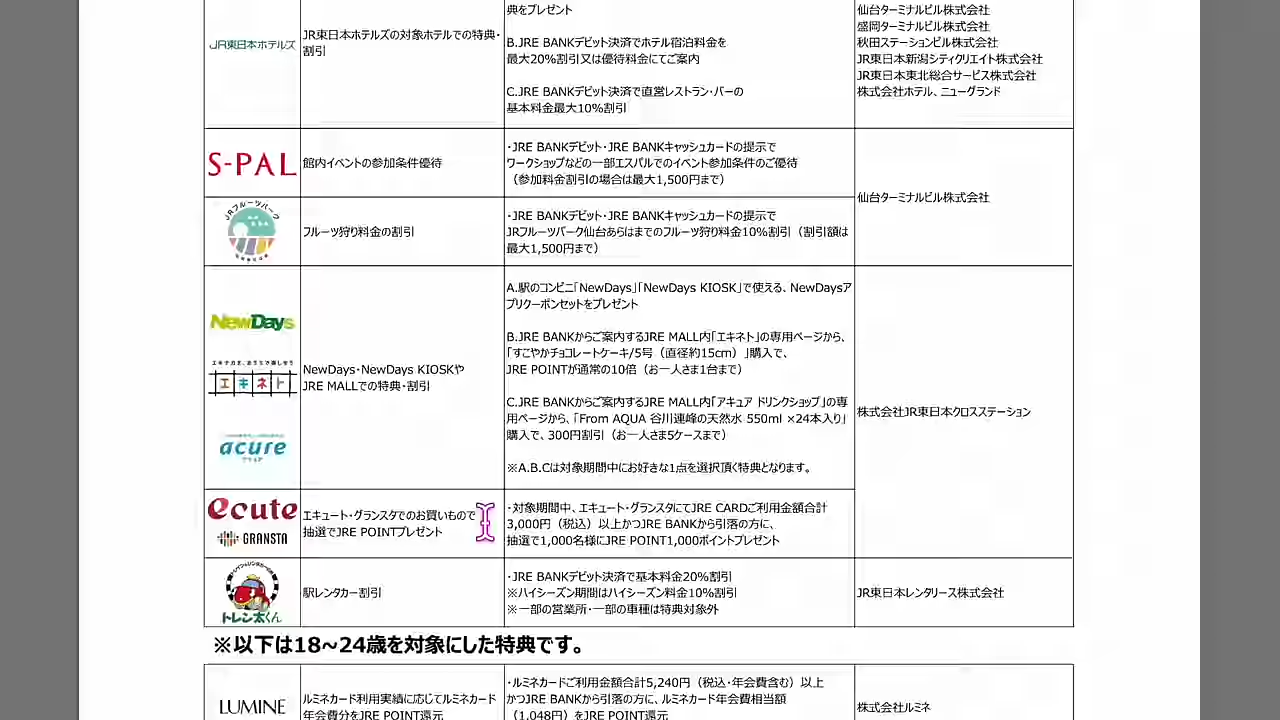 典をプレゼント
B.JRE BANKデビット決済でホテル宿泊料金を
最大20%割引又は優待料金にてご案内
C.JRE BANKデビット決済で直営レストラン・バーの
基本料金最大10%割引
JR東日本ホテルズ
JR東日本ホテルズの対象ホテルでの特典・
割引
仙台ターミナルビル株式会社
盛岡ターミナルビル株式会社
秋田ステーションビル株式会社
JR東日本新潟シティクリエイト株式会社
JR東日本東北総合サービス株式会社
株式会社ホテル、ニューグランド
S-PAL
館内イベントの参加条件優待
・JRE BANKデビット・JRE BANKキャッシュカードの提示で
ワークショップなどの一部エスパルでのイベント参加条件のご優待
（参加料金割引の場合は最大1,500円まで）
仙台ターミナルビル株式会社
JRフルーツパーク
フルーツ狩り料金の割引
・JRE BANKデビット・JRE BANKキャッシュカードの提示で
JRフルーツパーク仙台あらはまでのフルーツ狩り料金10%割引（割引額は
最大1,500円まで）
NewDays
エキナカを、おうちで楽しもう
エキネト
acure
アキュア
NewDays・NewDays KIOSKや
JRE MALLでの特典・割引
A.駅のコンビニ「NewDays」「NewDays KIOSK」で使える、NewDaysア
プリクーポンセットをプレゼント
B.JRE BANKからご案内するJRE MALL内「エキネト」の専用ページから、
「すこやかチョコレートケーキ/5号（直径約15cm）」購入で、
JRE POINTが通常の10倍（お一人さま1台まで）
C.JRE BANKからご案内するJRE MALL内「アキュア ドリンクショップ」の専
用ページから、「From AQUA 谷川連峰の天然水 550ml ×24本入り」
購入で、300円割引（お一人さま5ケースまで）
※A.B.Cは対象期間中にお好きな1点を選択頂く特典となります。
株式会社JR東日本クロスステーション
ecute
GRANSTA
エキュート・グランスタでのお買いもので
抽選でJRE POINTプレゼント
・対象期間中、エキュート・グランスタにてJRE CARDご利用金額合計
3,000円（税込）以上かつJRE BANKから引落の方に、
抽選で1,000名様にJRE POINT1,000ポイントプレゼント
トレン太くん
駅レンタカー割引
・JRE BANKデビット決済で基本料金20%割引
※ハイシーズン期間はハイシーズン料金10%割引
※一部の営業所・一部の車種は特典対象外
JR東日本レンタリース株式会社
※以下は18~24歳を対象にした特典です。
LUMINE
ルミネカード利用実績に応じてルミネカード
年会費分をJRE POINT還元
・ルミネカードご利用金額合計5,240円（税込・年会費含む）以上
かつJRE BANKから引落の方に、ルミネカード年会費相当額
（1,048円）をJRE POINT還元
株式会社ルミネ